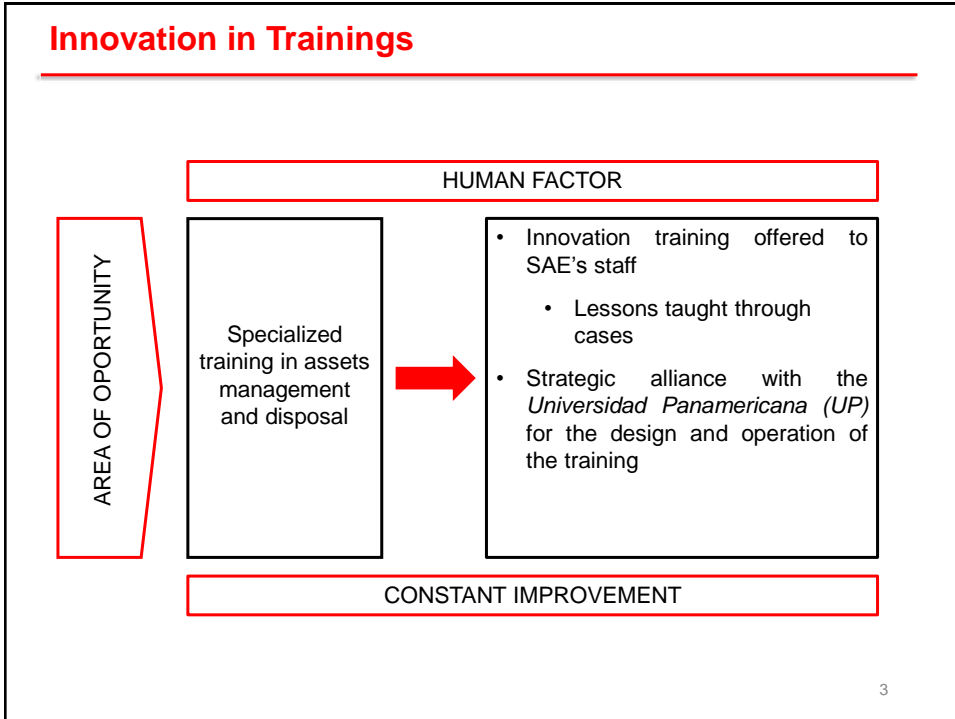 Innovation in Trainings
HUMAN FACTOR
AREA OF OPORTUNITY
Specialized
training in assets
management
and disposal
• Innovation training offered to
SAE's staff
• Lessons taught through
cases
• Strategic alliance with the
Universidad Panamericana (UP)
for the design and operation of
the training
CONSTANT IMPROVEMENT
3